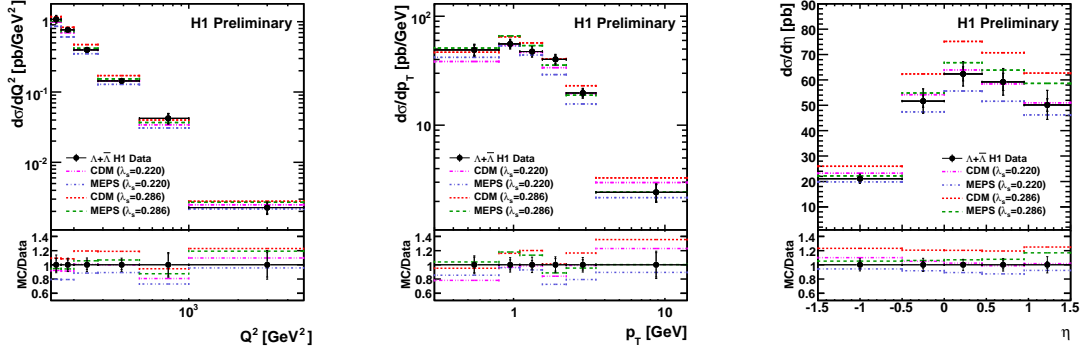 H1 Preliminary
dσ/dQ² [pb/GeV²]
1
10⁻¹
10⁻²
Λ+Λ̄ H1 Data
CDM (λₛ=0.220)
MEPS (λₛ=0.220)
CDM (λₛ=0.286)
MEPS (λₛ=0.286)
MC/Data
1.4
1.2
1
0.8
0.6
10³
Q² [GeV²]
H1 Preliminary
dσ/dp_T [pb/GeV]
10²
10
Λ+Λ̄ H1 Data
CDM (λₛ=0.220)
MEPS (λₛ=0.220)
CDM (λₛ=0.286)
MEPS (λₛ=0.286)
MC/Data
1.4
1.2
1
0.8
0.6
1
10
p_T [GeV]
H1 Preliminary
dσ/dη [pb]
90
80
70
60
50
40
30
20
10
0
Λ+Λ̄ H1 Data
CDM (λₛ=0.220)
MEPS (λₛ=0.220)
CDM (λₛ=0.286)
MEPS (λₛ=0.286)
MC/Data
1.4
1.2
1
0.8
0.6
-1.5 -1 -0.5 0 0.5 1 1.5
η